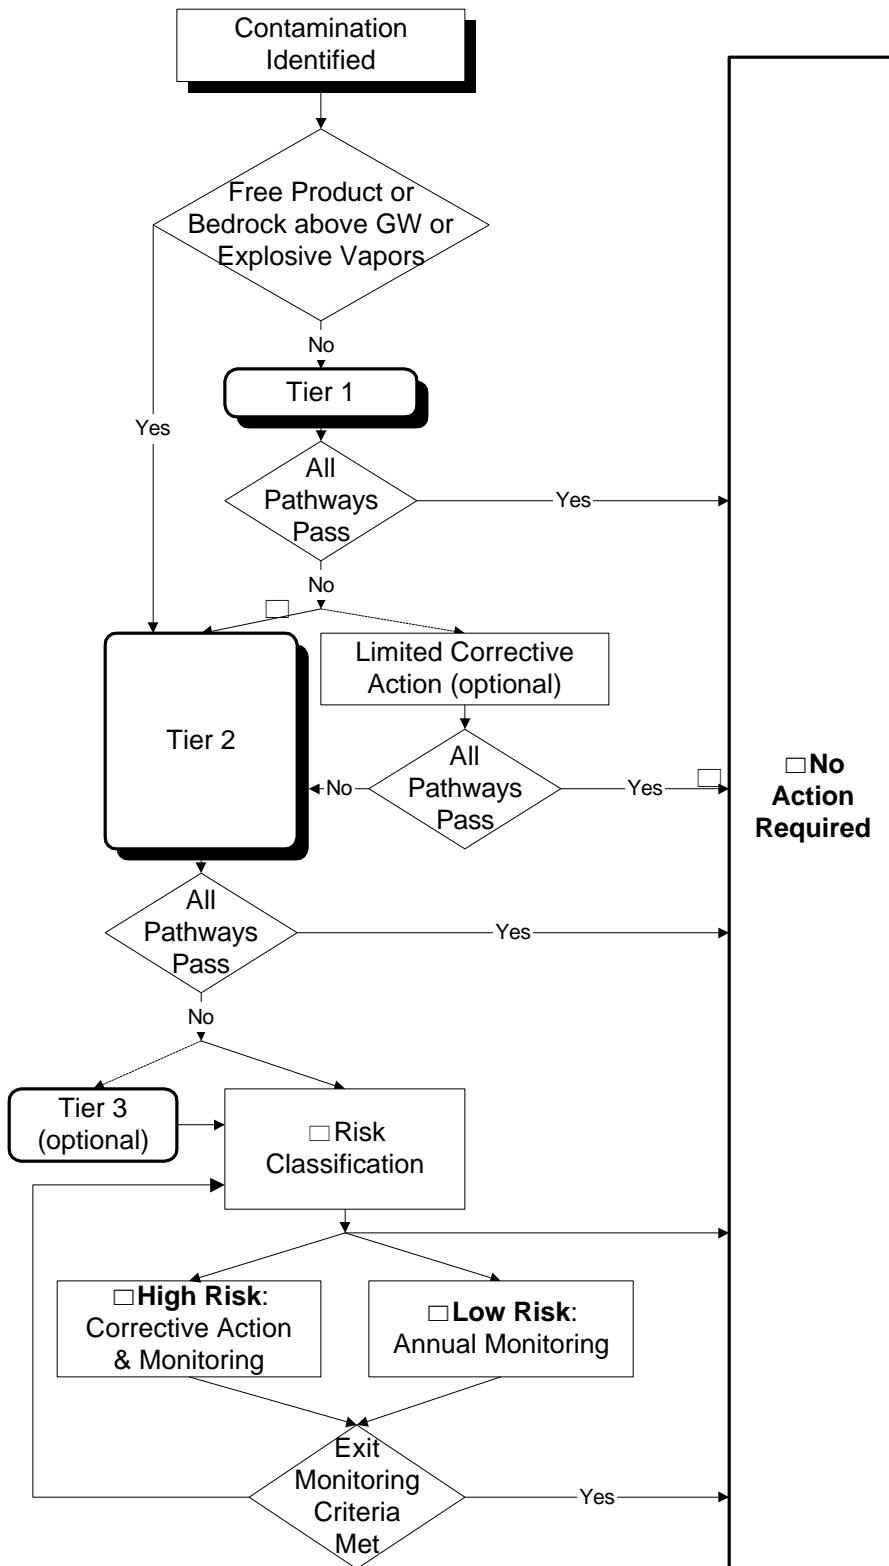 Contamination
Identified
Free Product or
Bedrock above GW or
Explosive Vapors
No
Tier 1
Yes
All
Pathways
Pass
Yes
No
Limited Corrective
Action (optional)
Tier 2
All
Pathways
Pass
No
Yes
□No
Action
Required
All
Pathways
Pass
Yes
No
Tier 3
(optional)
□Risk
Classification
□High Risk:
Corrective Action
& Monitoring
□Low Risk:
Annual Monitoring
Exit
Monitoring
Criteria
Met
Yes